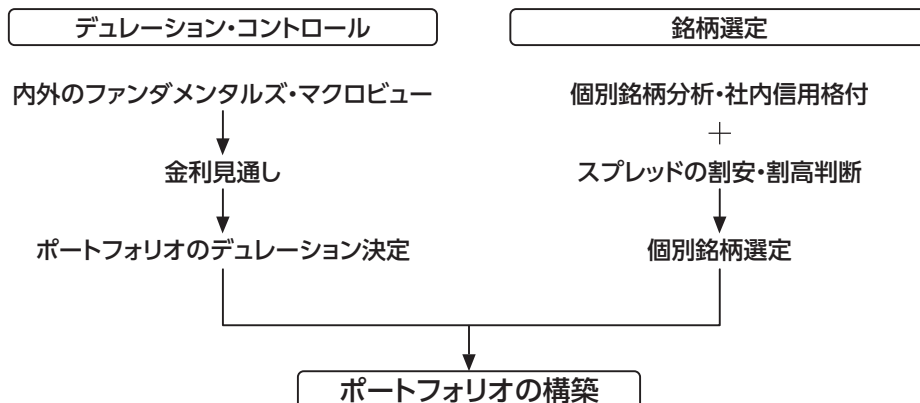 デュレーション・コントロール
内外のファンダメンタルズ・マクロビュー
金利見通し
ポートフォリオのデュレーション決定
銘柄選定
個別銘柄分析・社内信用格付
＋
スプレッドの割安・割高判断
個別銘柄選定
ポートフォリオの構築